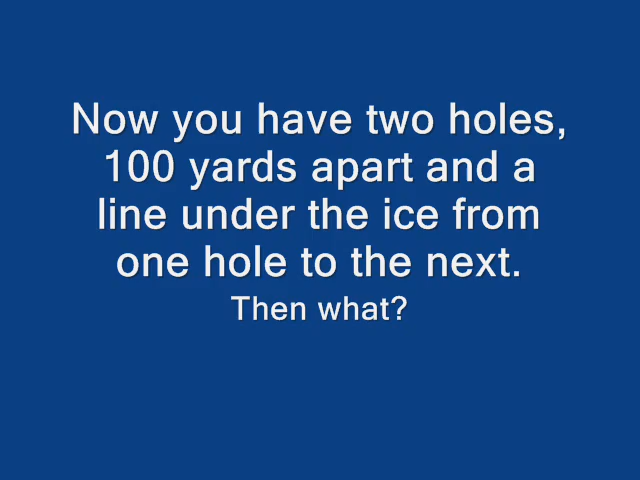 Now you have two holes,
100 yards apart and a
line under the ice from
one hole to the next.
Then what?